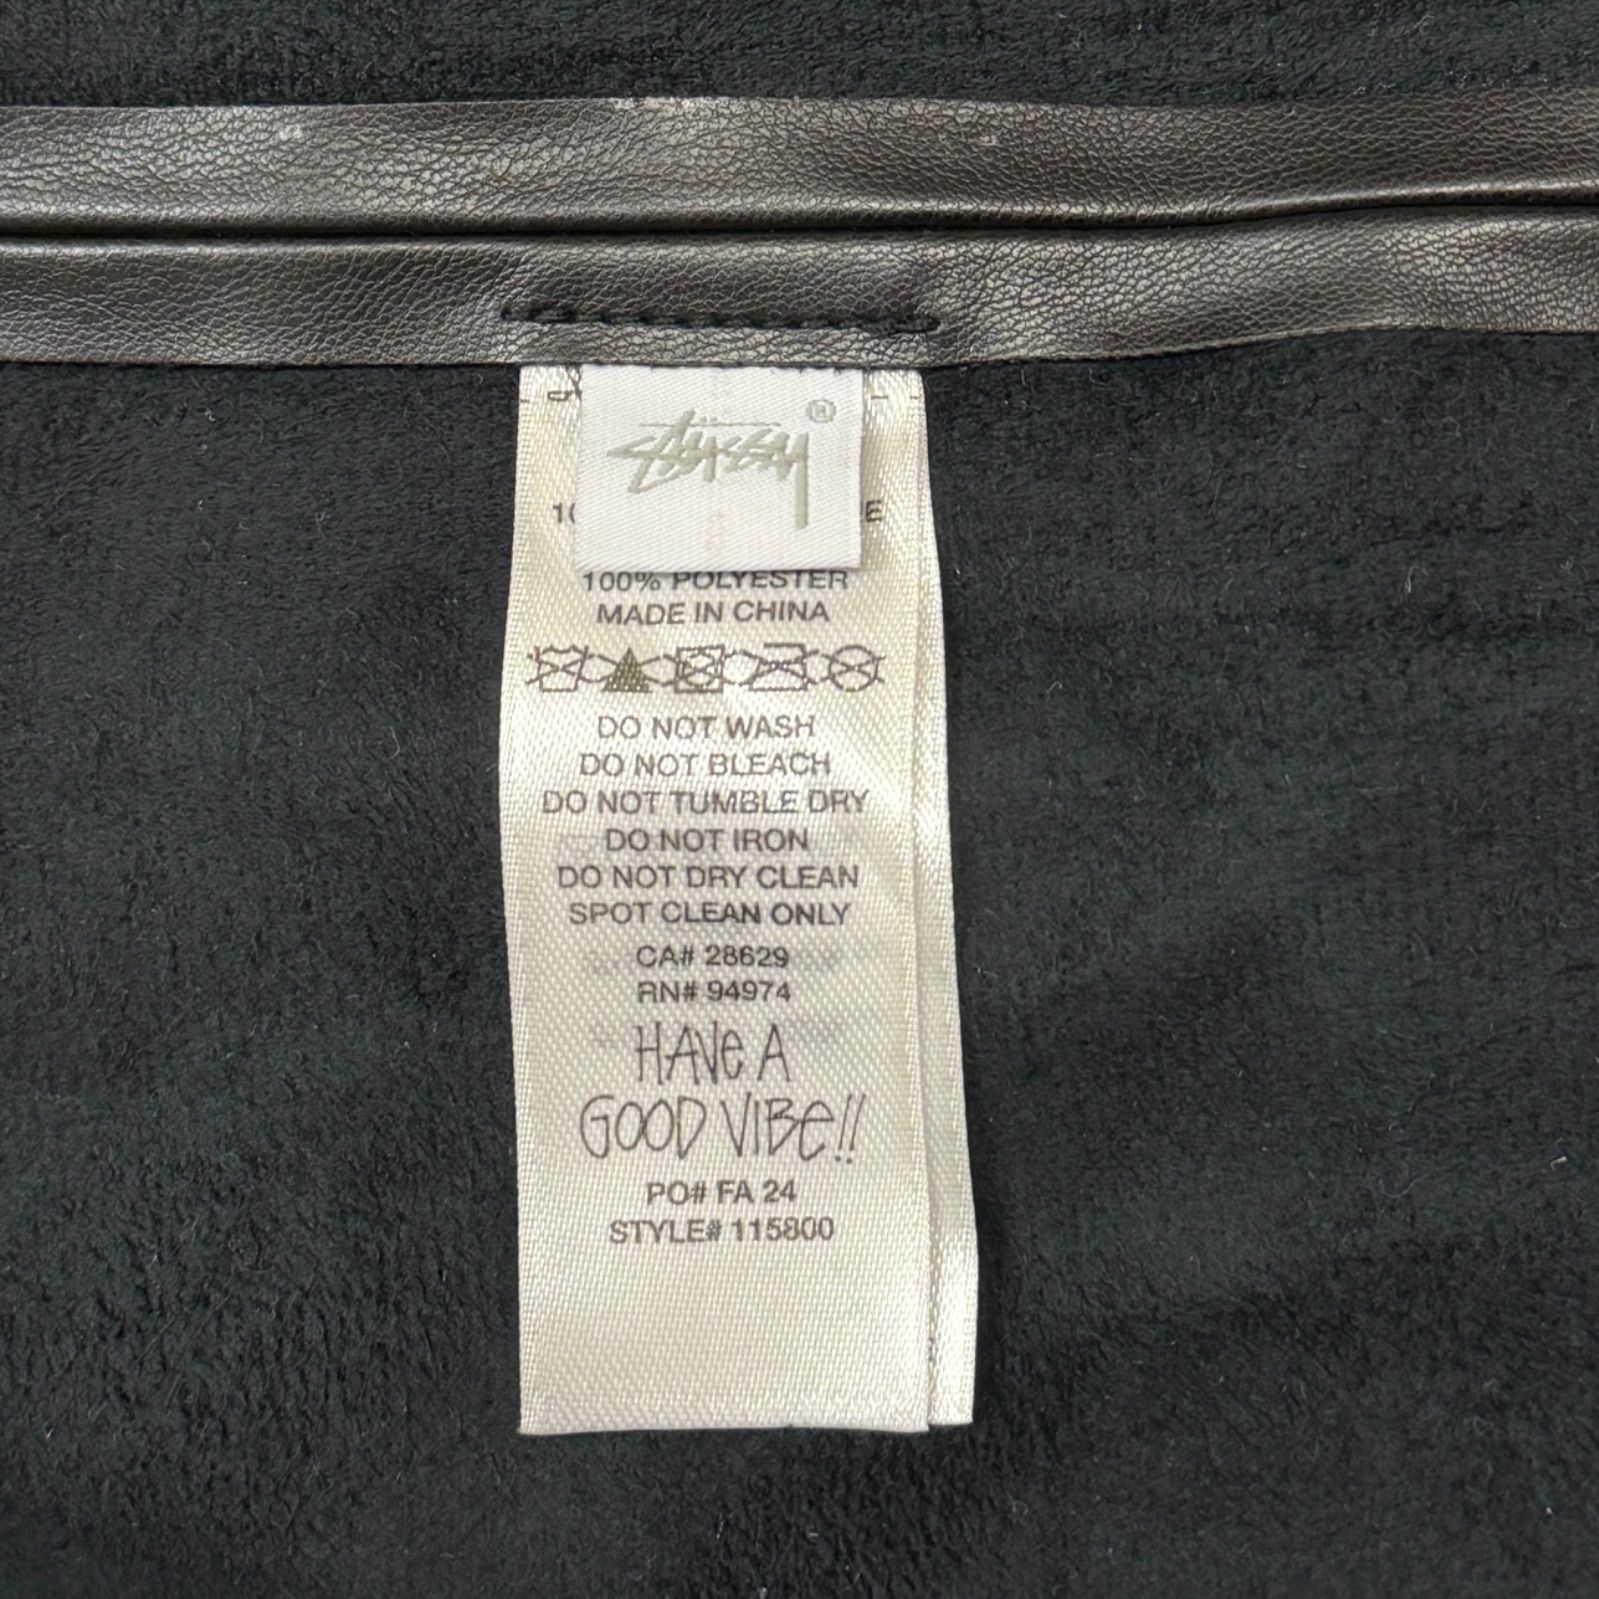 Stüssy ®
100% POLYESTER
MADE IN CHINA
DO NOT WASH
DO NOT BLEACH
DO NOT TUMBLE DRY
DO NOT IRON
DO NOT DRY CLEAN
SPOT CLEAN ONLY
CA# 28629
RN# 94974
HAVE A
GOOD VIBE!!
PO# FA 24
STYLE# 115800